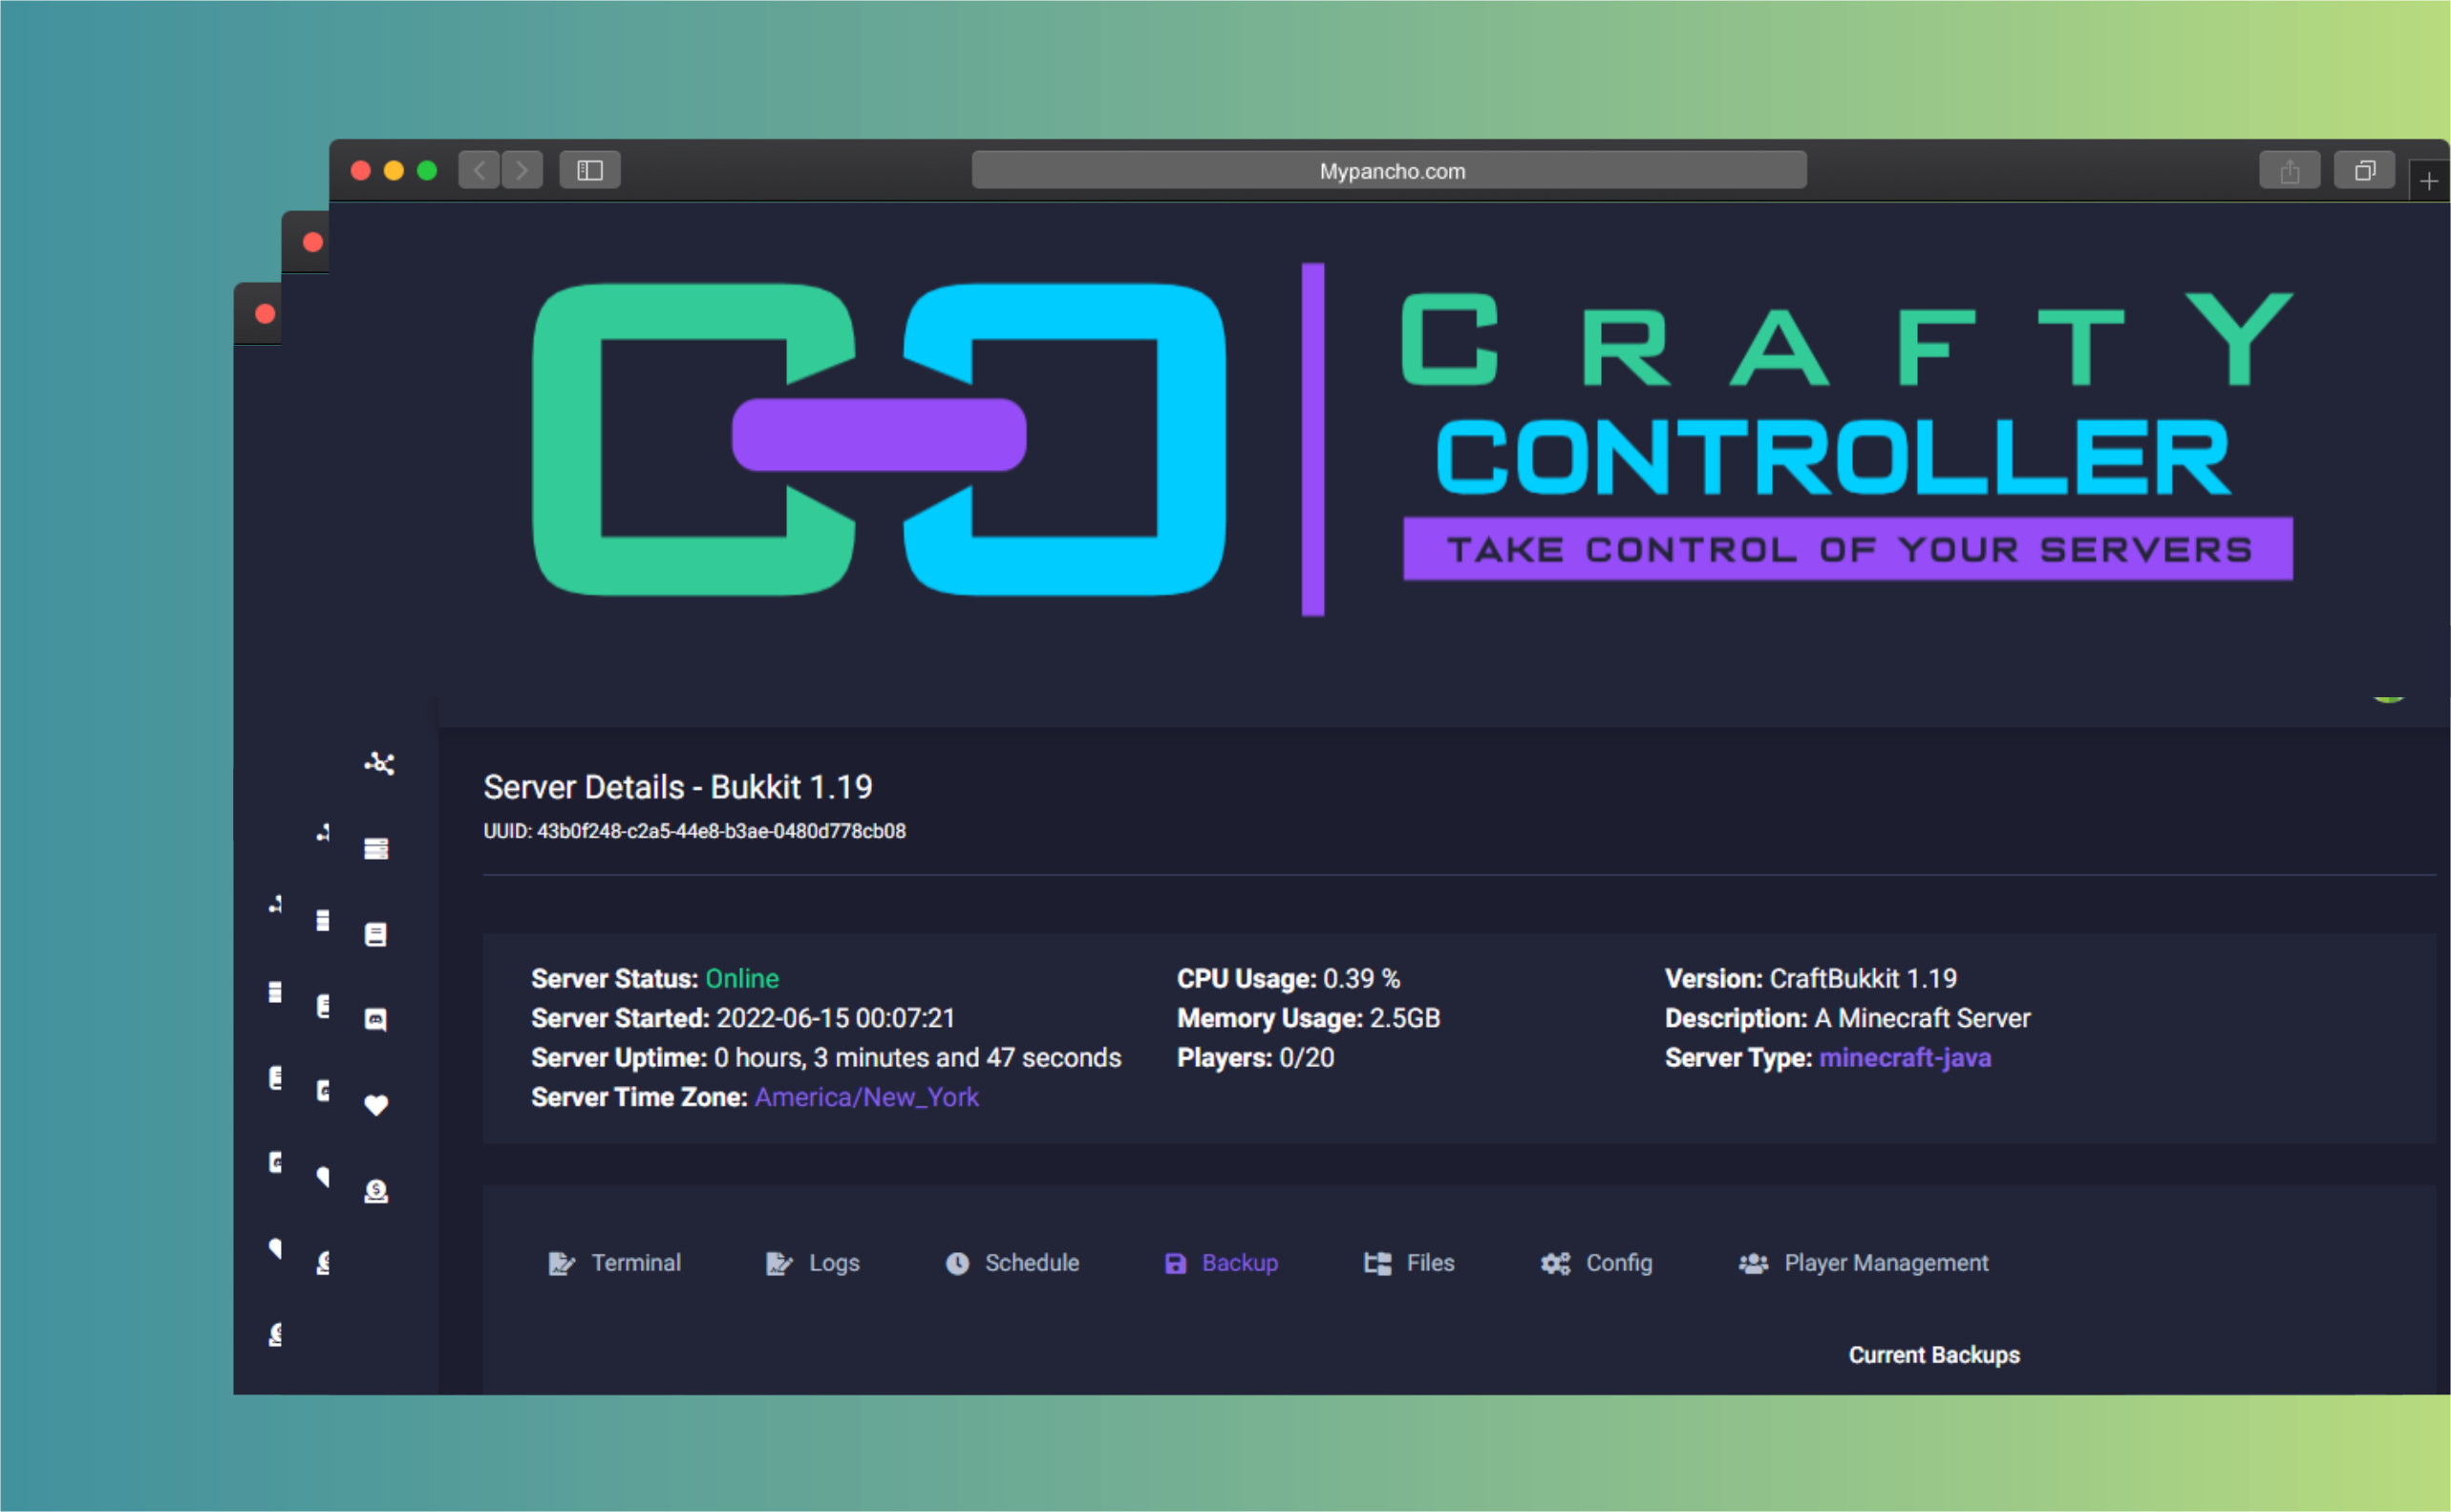 Mypancho.com
CRAFTY
CONTROLLER
TAKE CONTROL OF YOUR SERVERS
Server Details - Bukkit 1.19
UUID: 43b0f248-c2a5-44e8-b3ae-0480d778cb08
Server Status: Online
Server Started: 2022-06-15 00:07:21
Server Uptime: 0 hours, 3 minutes and 47 seconds
Server Time Zone: America/New_York
CPU Usage: 0.39 %
Memory Usage: 2.5GB
Players: 0/20
Version: CraftBukkit 1.19
Description: A Minecraft Server
Server Type: minecraft-java
Terminal Logs Schedule Backup Files Config Player Management
Current Backups